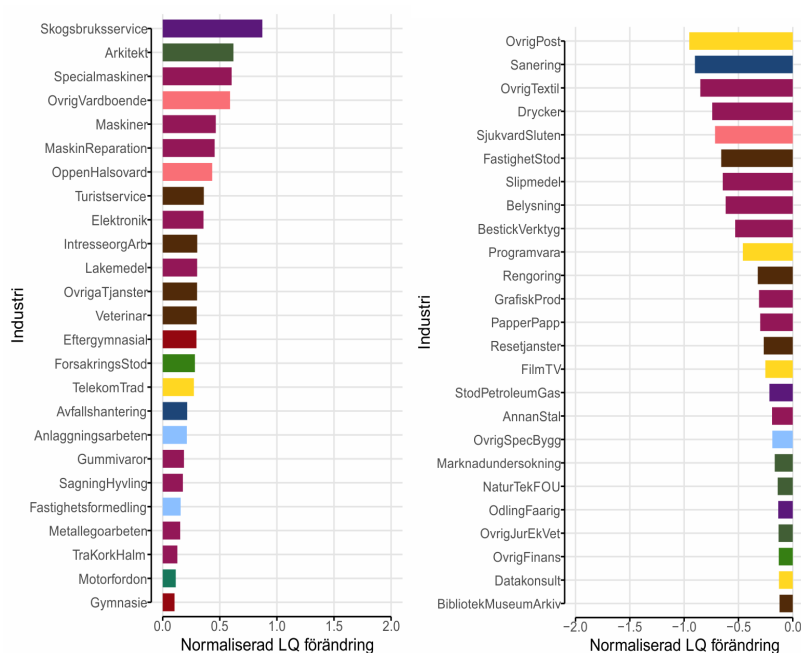 Skogsbruksservice
Arkitekt
Specialmaskiner
OvrigVardboende
Maskiner
MaskinReparation
OppenHalsovard
Turistservice
Elektronik
IntresseorgArb
Lakemedel
OvrigaTjanster
Veterinar
Eftergymnasial
ForsakringsStod
TelekomTrad
Avfallshantering
Anlaggningsarbeten
Gummivaror
SagningHyvling
Fastighetsformedling
Metallegoarbeten
TraKorkHalm
Motorfordon
Gymnasie
Industri
0.0 0.5 1.0 1.5 2.0
Normaliserad LQ förändring
OvrigPost
Sanering
OvrigTextil
Drycker
SjukvardSluten
FastighetStod
Slipmedel
Belysning
BestickVerktyg
Programvara
Rengoring
GrafiskProd
PapperPapp
Resetjanster
FilmTV
StodPetroleumGas
AnnanStal
OvrigSpecBygg
Marknadundersokning
NaturTekFOU
OdlingFaarig
OvrigJurEkVet
OvrigFinans
Datakonsult
BibliotekMuseumArkiv
Industri
−2.0 −1.5 −1.0 −0.5 0.0
Normaliserad LQ förändring